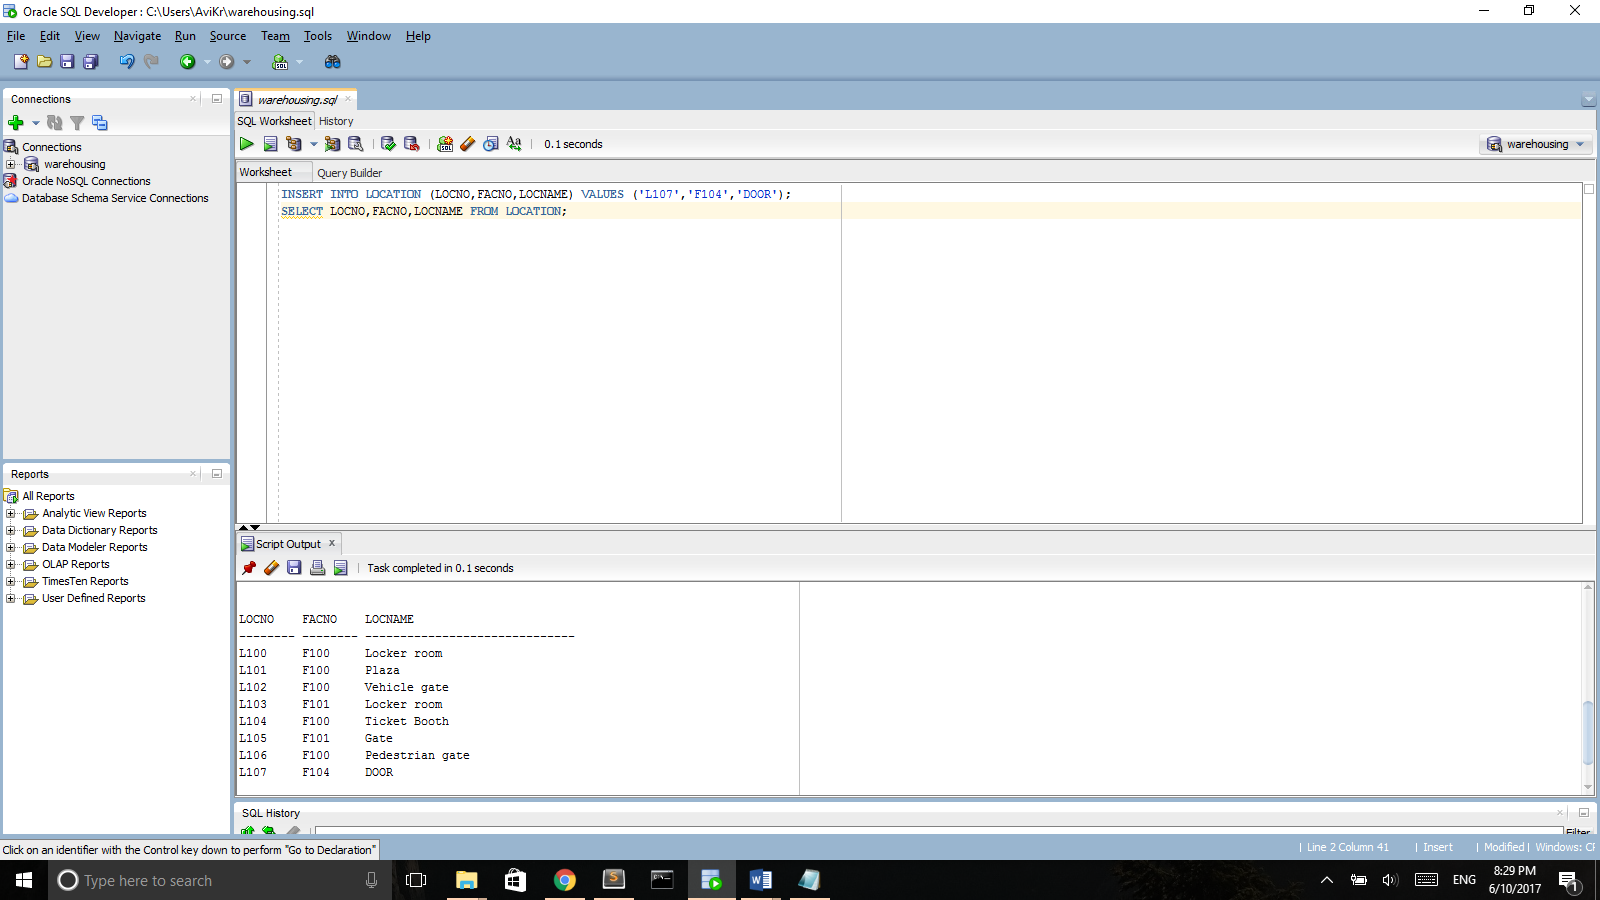 Oracle SQL Developer : C:\Users\AviKr\warehousing.sql
File Edit View Navigate Run Source Team Tools Window Help
Connections
Connections
warehousing
Oracle NoSQL Connections
Database Schema Service Connections
Reports
All Reports
Analytic View Reports
Data Dictionary Reports
Data Modeler Reports
OLAP Reports
TimesTen Reports
User Defined Reports
warehousing.sql
SQL Worksheet History
0.1 seconds
warehousing
Worksheet Query Builder
INSERT INTO LOCATION (LOCNO,FACNO,LOCNAME) VALUES ('L107','F104','DOOR');
SELECT LOCNO,FACNO,LOCNAME FROM LOCATION;
Script Output
Task completed in 0.1 seconds
LOCNO FACNO LOCNAME
-------- -------- ------------------------------
L100 F100 Locker room
L101 F100 Plaza
L102 F100 Vehicle gate
L103 F101 Locker room
L104 F100 Ticket Booth
L105 F101 Gate
L106 F100 Pedestrian gate
L107 F104 DOOR
SQL History
Filter
Click on an identifier with the Control key down to perform "Go to Declaration"
| Line 2 Column 41 | Insert | Modified | Windows: CF
Type here to search
ENG
8:29 PM
6/10/2017
1